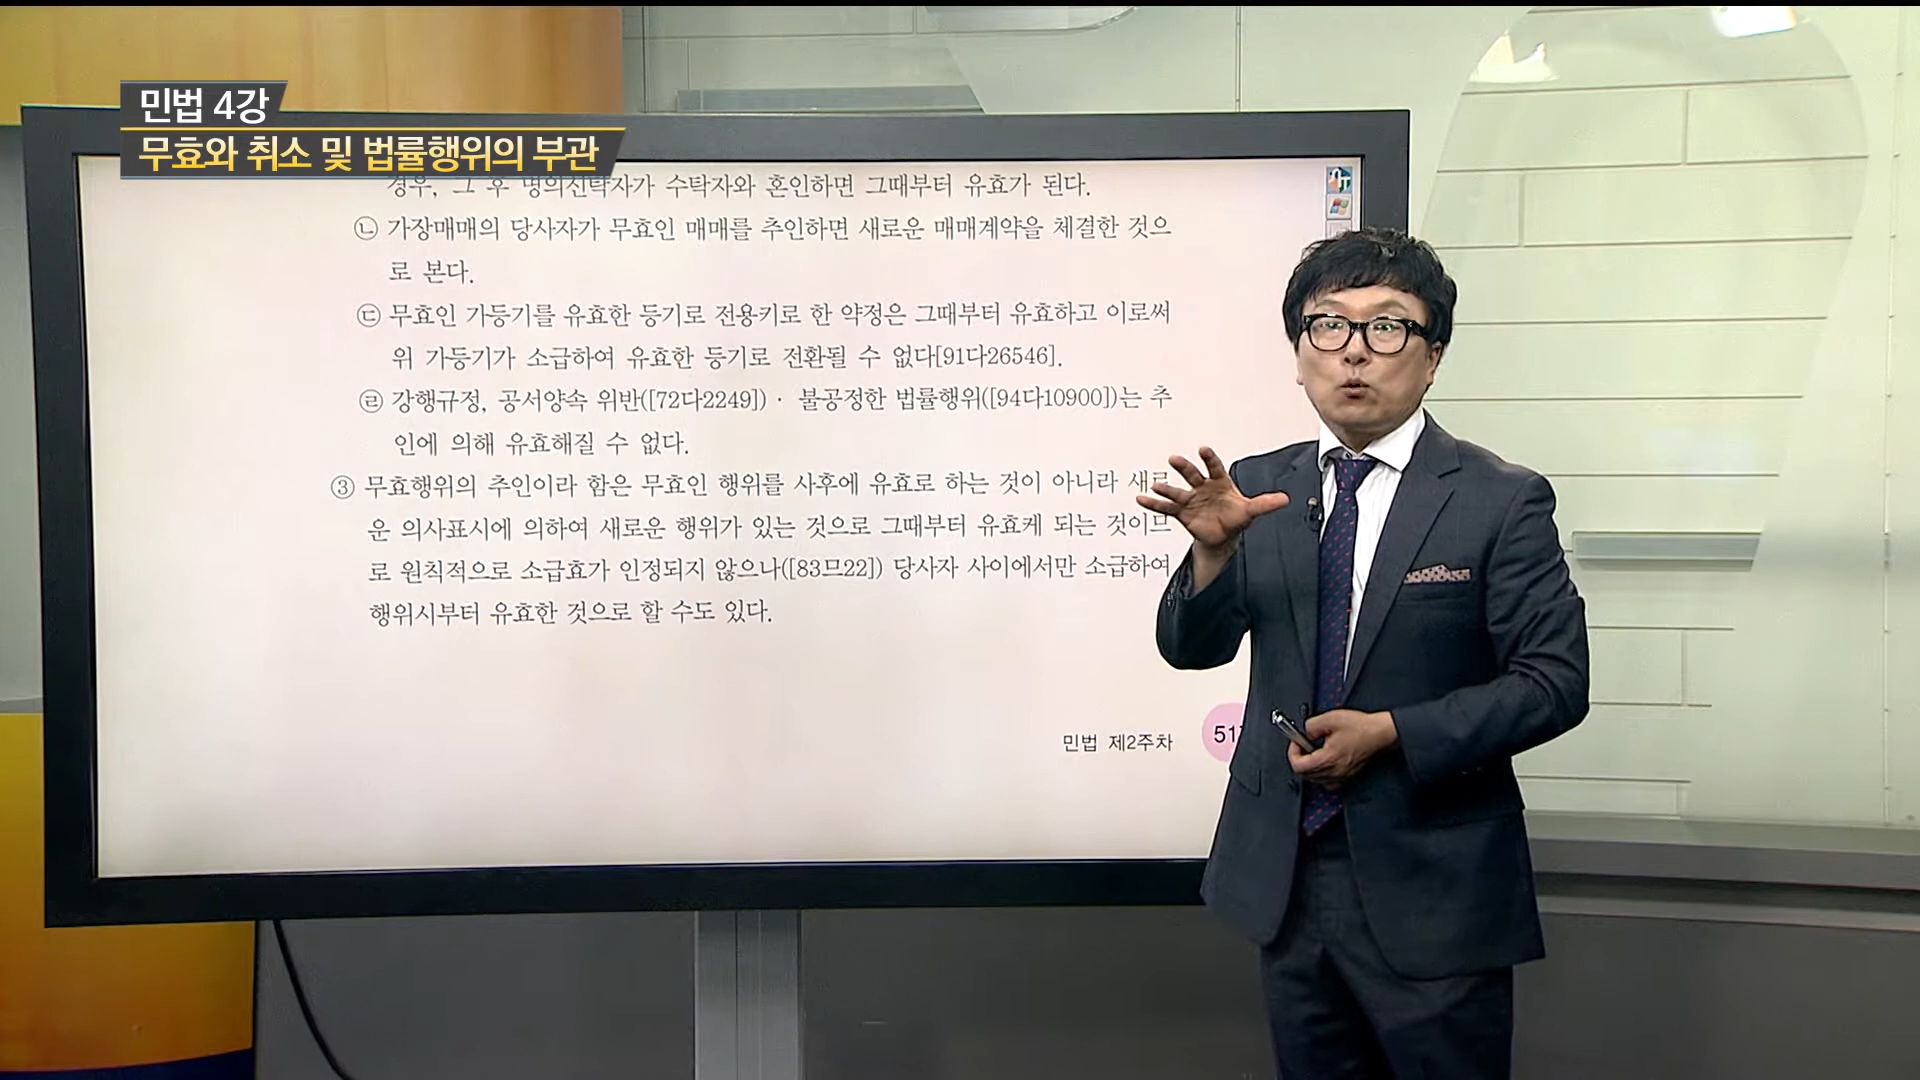 민법 4강
무효와 취소 및 법률행위의 부관
경우, 그 후 명의신탁자가 수탁자와 혼인하면 그때부터 유효가 된다.
㉡ 가장매매의 당사자가 무효인 매매를 추인하면 새로운 매매계약을 체결한 것으
로 본다.
㉢ 무효인 가등기를 유효한 등기로 전용키로 한 약정은 그때부터 유효하고 이로써
위 가등기가 소급하여 유효한 등기로 전환될 수 없다[91다26546].
㉣ 강행규정, 공서양속 위반([72다2249])· 불공정한 법률행위([94다10900])는 추
인에 의해 유효해질 수 없다.
③ 무효행위의 추인이라 함은 무효인 행위를 사후에 유효로 하는 것이 아니라 새로
운 의사표시에 의하여 새로운 행위가 있는 것으로 그때부터 유효케 되는 것이므
로 원칙적으로 소급효가 인정되지 않으나([83므22]) 당사자 사이에서만 소급하여
행위시부터 유효한 것으로 할 수도 있다.
민법 제2주차